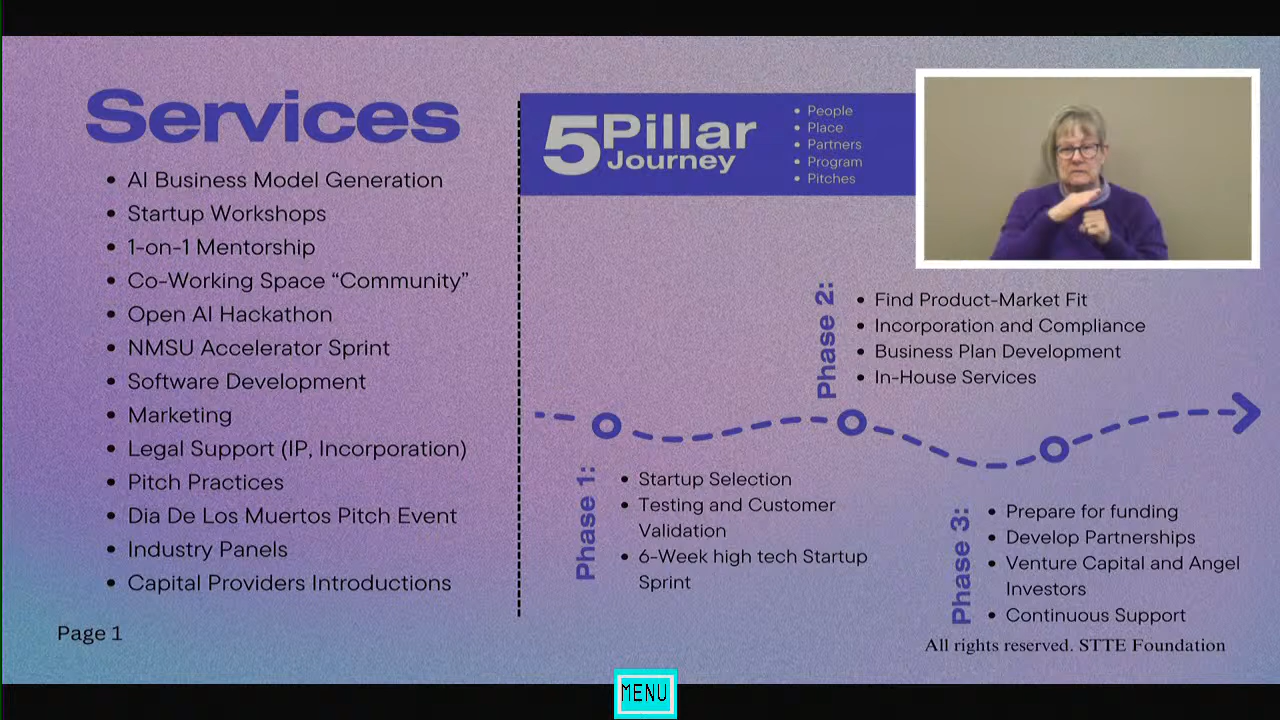 Services
AI Business Model Generation
Startup Workshops
1-on-1 Mentorship
Co-Working Space “Community”
Open AI Hackathon
NMSU Accelerator Sprint
Software Development
Marketing
Legal Support (IP, Incorporation)
Pitch Practices
Dia De Los Muertos Pitch Event
Industry Panels
Capital Providers Introductions
Page 1
5 Pillar
Journey
People
Place
Partners
Program
Pitches
Phase 1:
Startup Selection
Testing and Customer
Validation
6-Week high tech Startup
Sprint
Phase 2:
Find Product-Market Fit
Incorporation and Compliance
Business Plan Development
In-House Services
Phase 3:
Prepare for funding
Develop Partnerships
Venture Capital and Angel
Investors
Continuous Support
All rights reserved. STTE Foundation
MENU